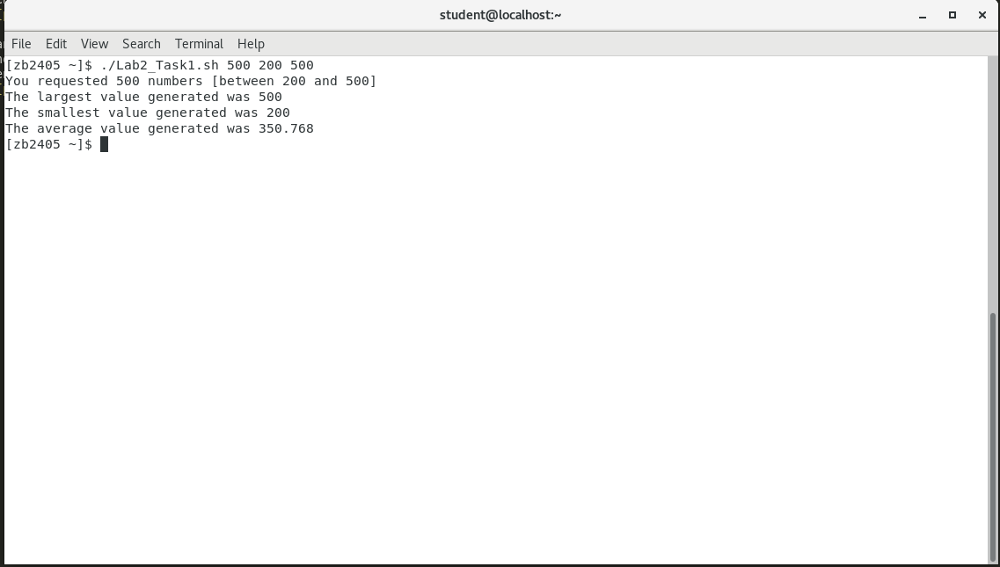 student@localhost:~
File Edit View Search Terminal Help
[zb2405 ~]$ ./Lab2_Task1.sh 500 200 500
You requested 500 numbers [between 200 and 500]
The largest value generated was 500
The smallest value generated was 200
The average value generated was 350.768
[zb2405 ~]$